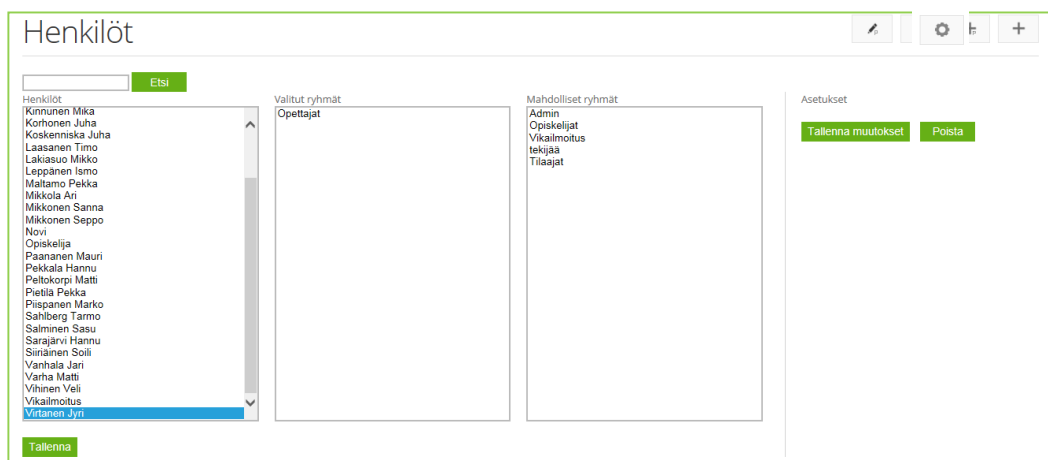 Henkilöt
Etsi
Henkilöt
Kinnunen Mika
Korhonen Juha
Koskenniska Juha
Laasanen Timo
Lakiasuo Mikko
Leppänen Ismo
Maltamo Pekka
Mikkola Ari
Mikkonen Sanna
Mikkonen Seppo
Novi
Opiskelija
Paananen Mauri
Pekkala Hannu
Peltokorpi Matti
Pietilä Pekka
Piispanen Marko
Sahlberg Tarmo
Salminen Sasu
Sarajärvi Hannu
Siiriäinen Soili
Vanhala Jari
Varha Matti
Vihinen Veli
Vikailmoitus
Virtanen Jyri
Tallenna
Valitut ryhmät
Opettajat
Mahdolliset ryhmät
Admin
Opiskelijat
Vikailmoitus
tekijää
Tilaajat
Asetukset
Tallenna muutokset Poista